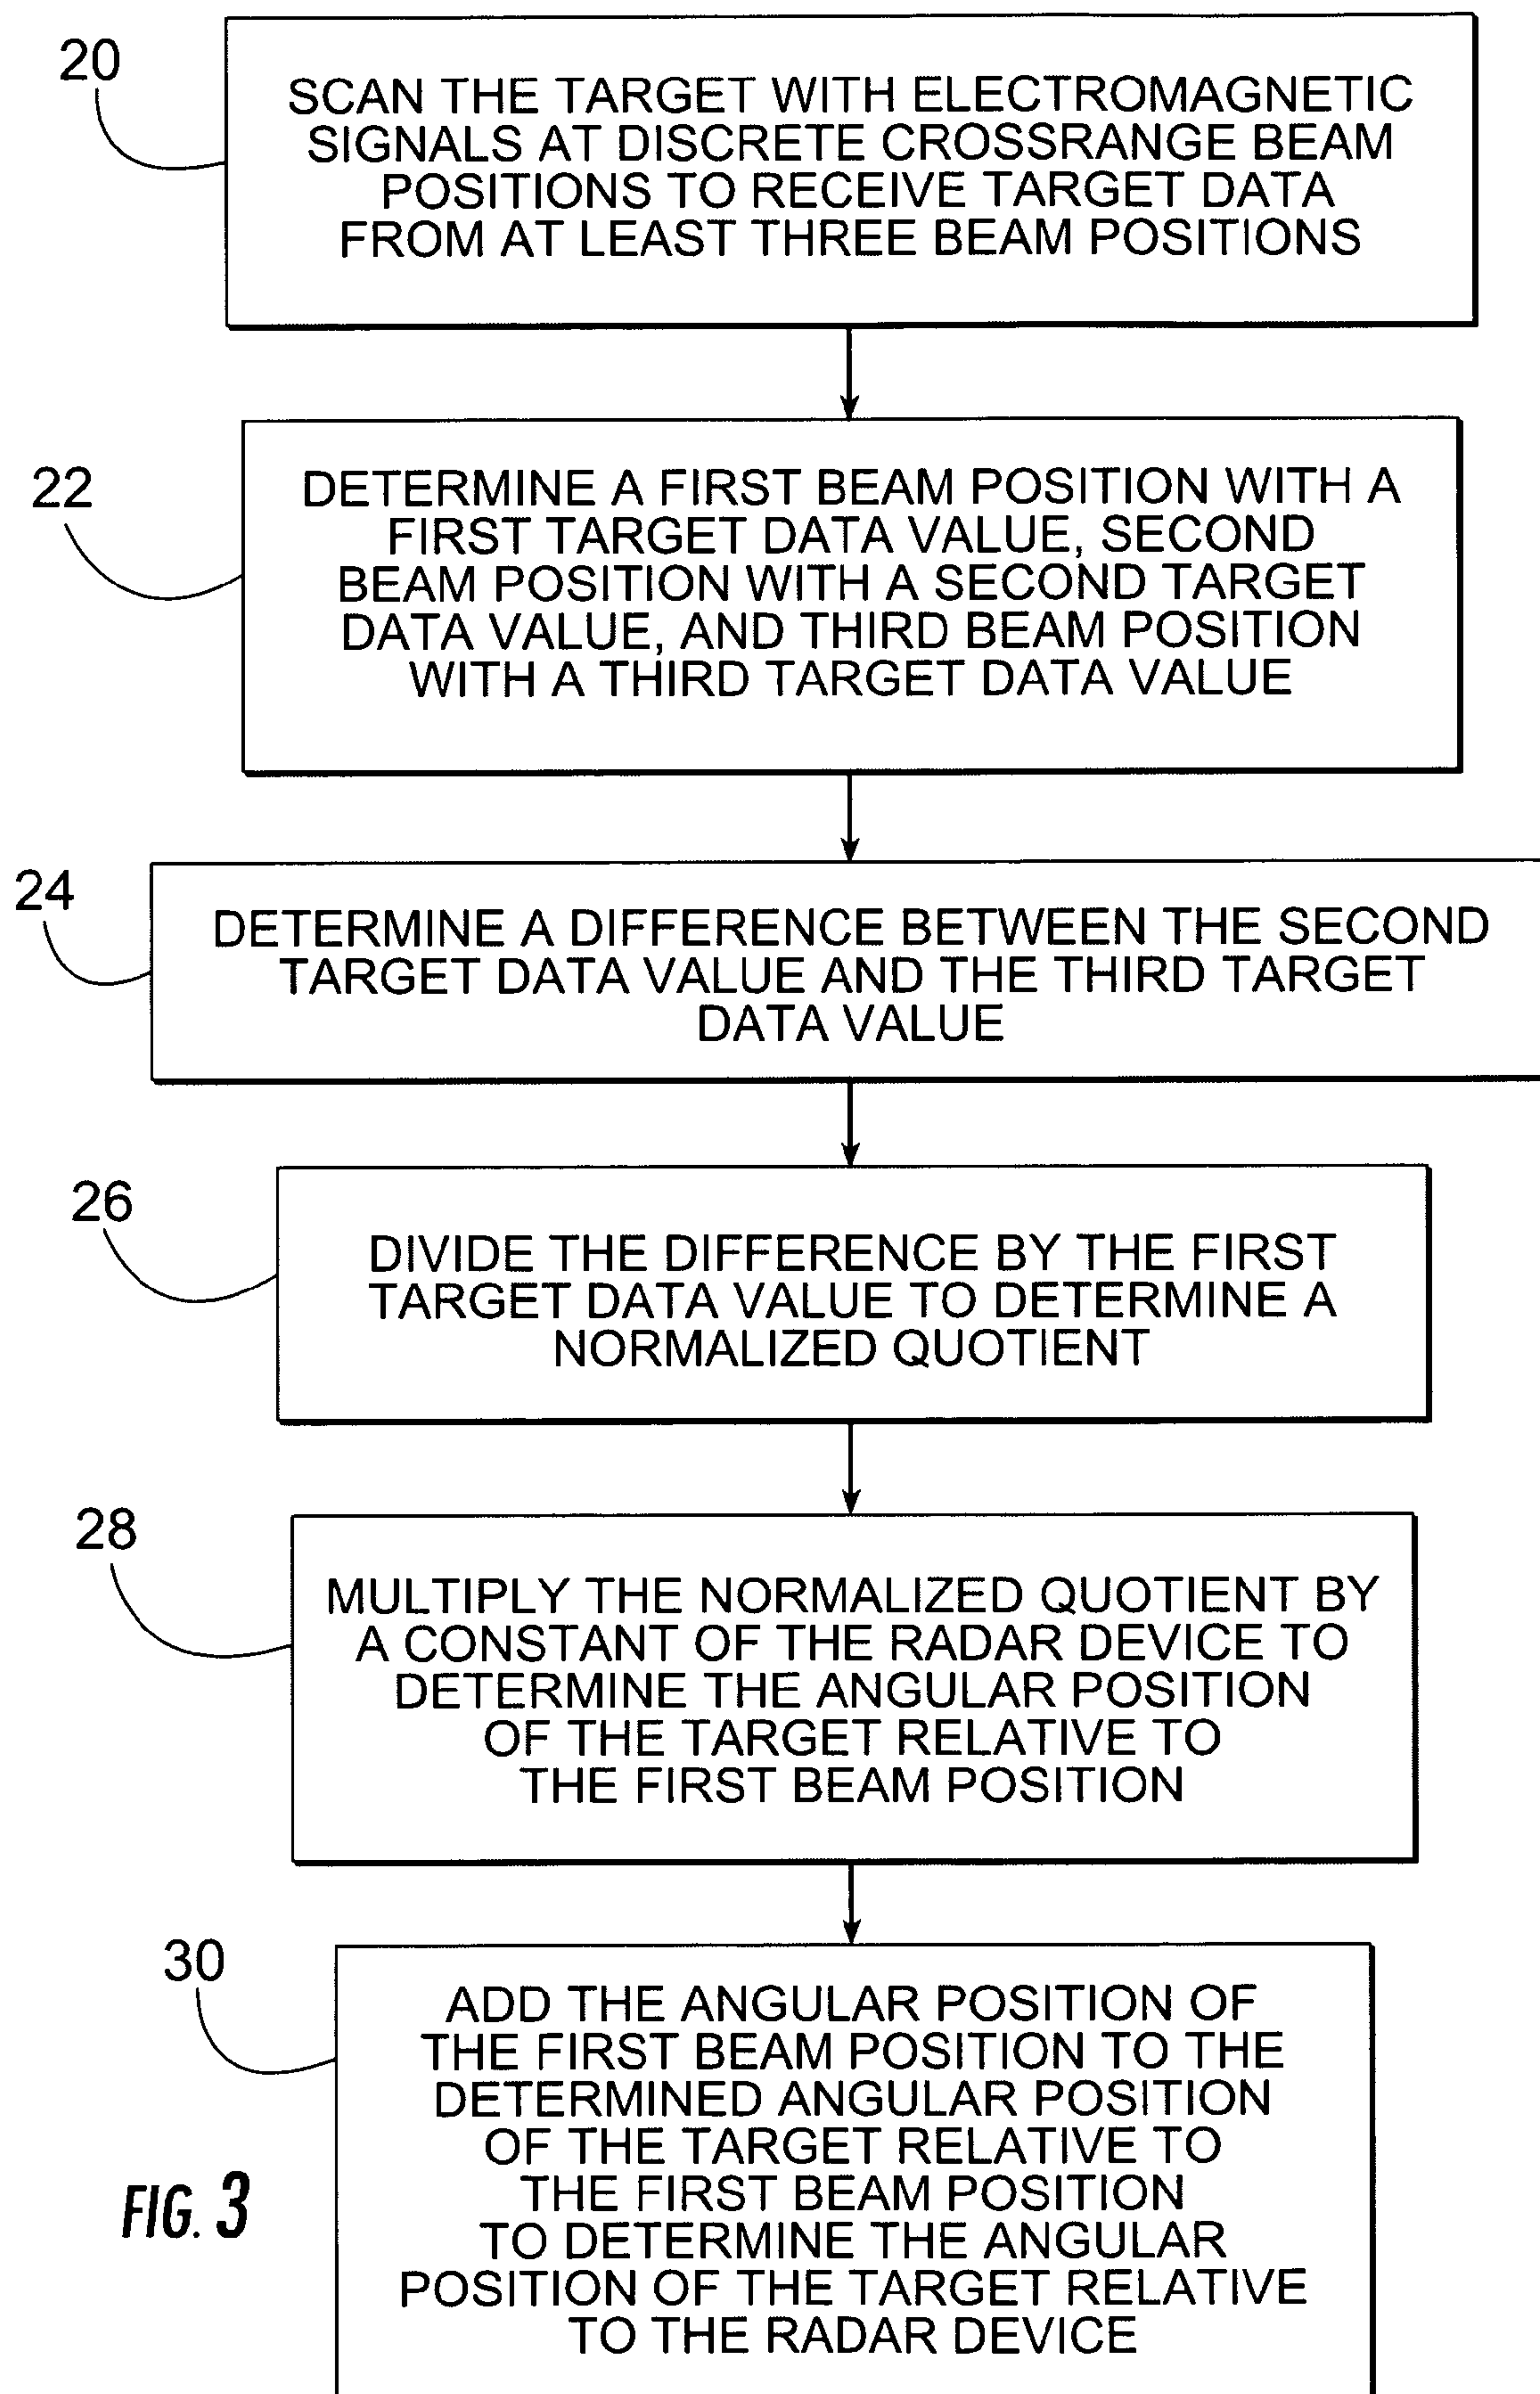 20
SCAN THE TARGET WITH ELECTROMAGNETIC
SIGNALS AT DISCRETE CROSSRANGE BEAM
POSITIONS TO RECEIVE TARGET DATA
FROM AT LEAST THREE BEAM POSITIONS
22
DETERMINE A FIRST BEAM POSITION WITH A
FIRST TARGET DATA VALUE, SECOND
BEAM POSITION WITH A SECOND TARGET
DATA VALUE, AND THIRD BEAM POSITION
WITH A THIRD TARGET DATA VALUE
24
DETERMINE A DIFFERENCE BETWEEN THE SECOND
TARGET DATA VALUE AND THE THIRD TARGET
DATA VALUE
26
DIVIDE THE DIFFERENCE BY THE FIRST
TARGET DATA VALUE TO DETERMINE A
NORMALIZED QUOTIENT
28
MULTIPLY THE NORMALIZED QUOTIENT BY
A CONSTANT OF THE RADAR DEVICE TO
DETERMINE THE ANGULAR POSITION
OF THE TARGET RELATIVE TO
THE FIRST BEAM POSITION
30
ADD THE ANGULAR POSITION OF
THE FIRST BEAM POSITION TO THE
DETERMINED ANGULAR POSITION
OF THE TARGET RELATIVE TO
THE FIRST BEAM POSITION
TO DETERMINE THE ANGULAR
POSITION OF THE TARGET RELATIVE
TO THE RADAR DEVICE
FIG. 3